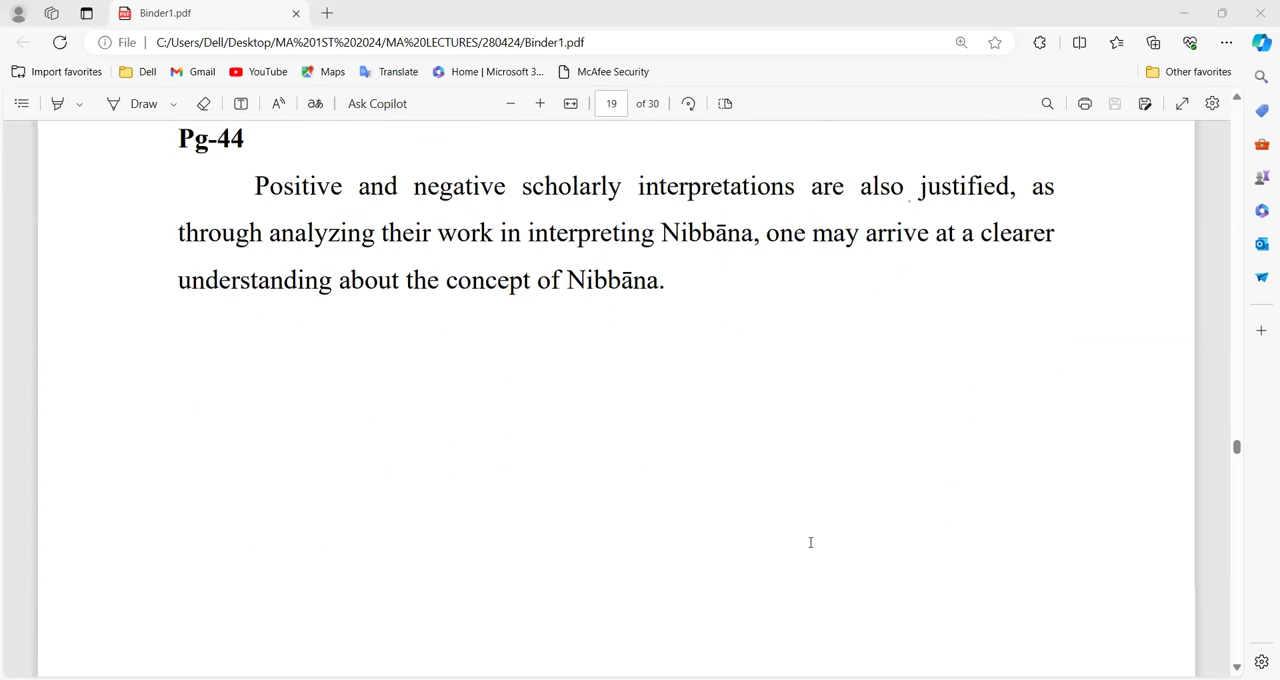 Binder1.pdf
File
C:/Users/Dell/Desktop/MA%201ST%202024/MA%20LECTURES/280424/Binder1.pdf
Import favorites Dell Gmail YouTube Maps Translate Home | Microsoft 3... McAfee Security Other favorites
Draw Ask Copilot 19 of 30
Pg-44
Positive and negative scholarly interpretations are also justified, as
through analyzing their work in interpreting Nibbāna, one may arrive at a clearer
understanding about the concept of Nibbāna.